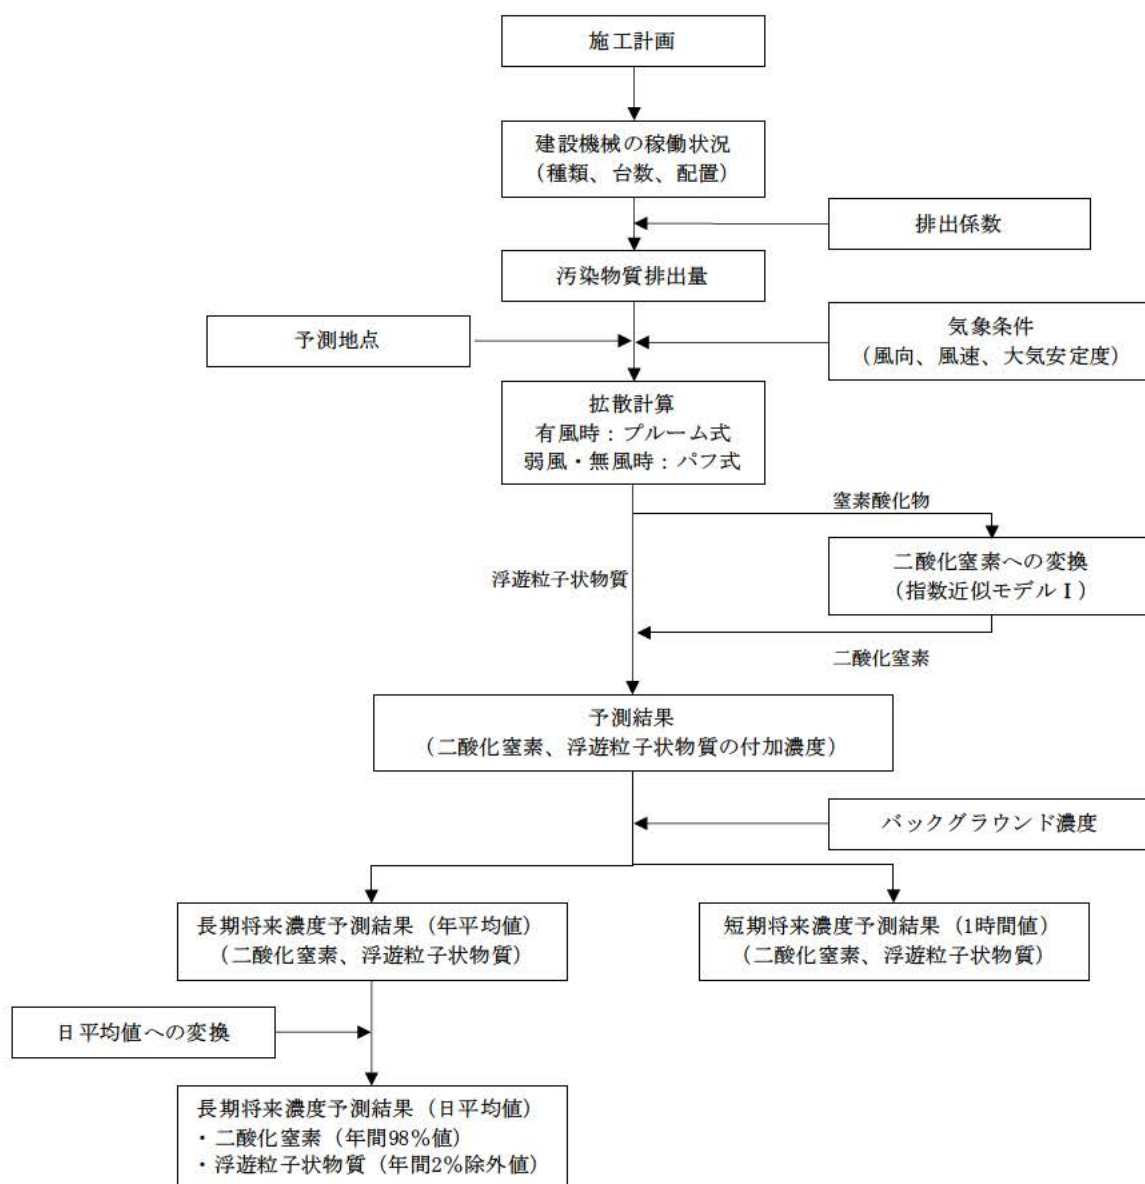 施工計画
建設機械の稼働状況
（種類、台数、配置）
排出係数
汚染物質排出量
予測地点
気象条件
（風向、風速、大気安定度）
拡散計算
有風時：プルーム式
弱風・無風時：パフ式
窒素酸化物
浮遊粒子状物質
二酸化窒素への変換
（指数近似モデルⅠ）
二酸化窒素
予測結果
（二酸化窒素、浮遊粒子状物質の付加濃度）
バックグラウンド濃度
長期将来濃度予測結果（年平均値）
（二酸化窒素、浮遊粒子状物質）
短期将来濃度予測結果（1時間値）
（二酸化窒素、浮遊粒子状物質）
日平均値への変換
長期将来濃度予測結果（日平均値）
・二酸化窒素（年間98%値）
・浮遊粒子状物質（年間2%除外値）